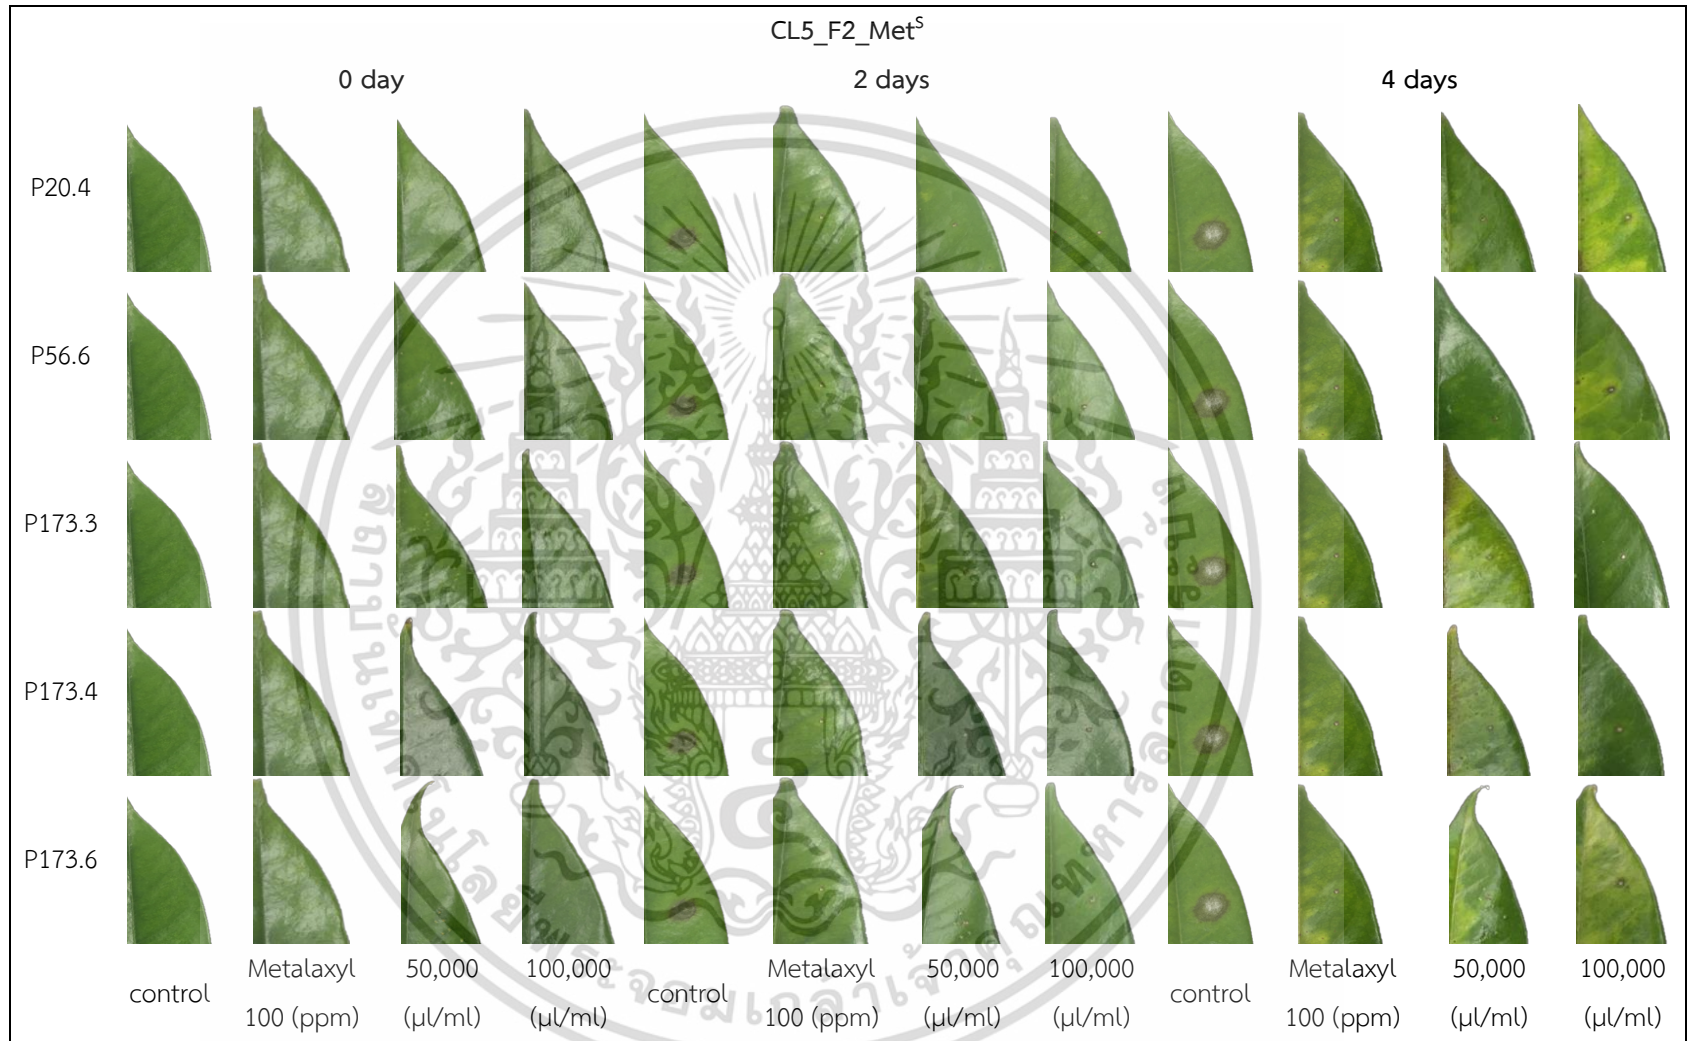 CL5_F2_Metˢ
0 day 2 days 4 days
P20.4
P56.6
P173.3
P173.4
P173.6
control Metalaxyl 100 (ppm) 50,000 (µl/ml) 100,000 (µl/ml) control Metalaxyl 100 (ppm) 50,000 (µl/ml) 100,000 (µl/ml) control Metalaxyl 100 (ppm) 50,000 (µl/ml) 100,000 (µl/ml)